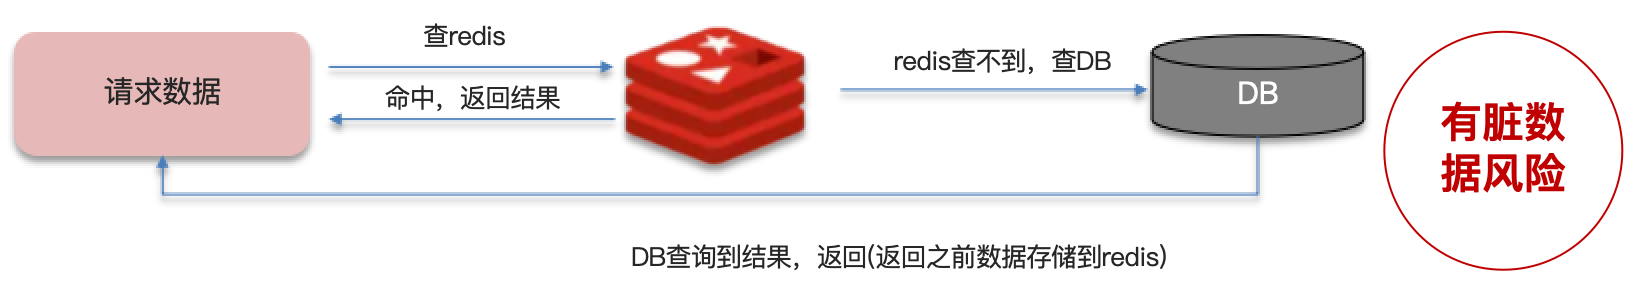 请求数据
查redis
命中，返回结果
redis查不到，查DB
DB
有脏数
据风险
DB查询到结果，返回(返回之前数据存储到redis)